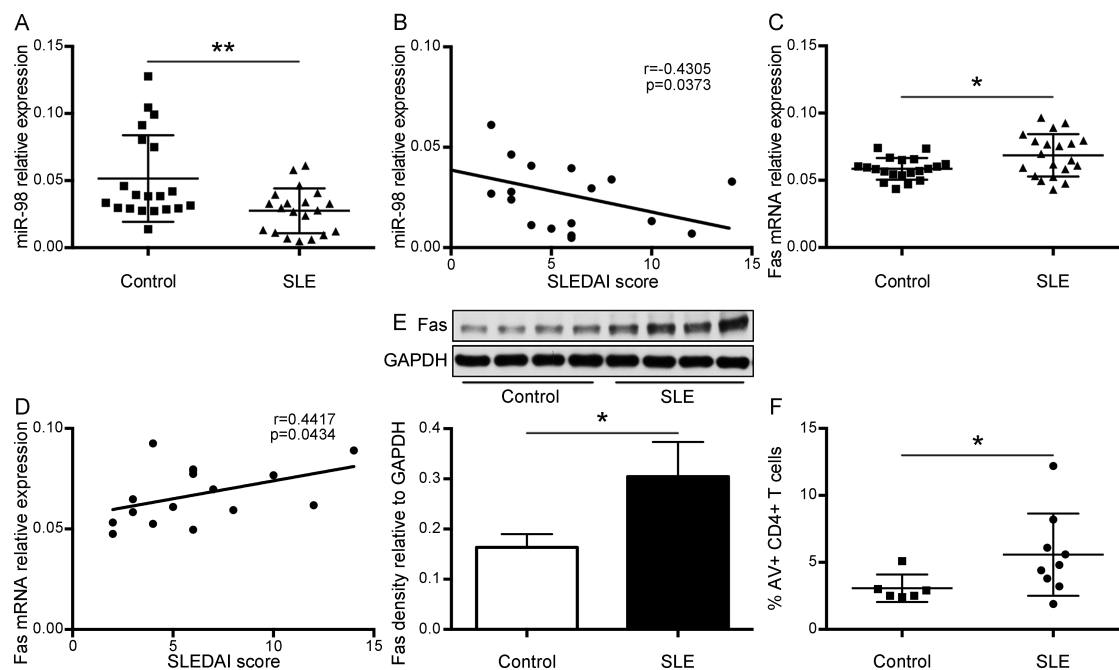 A
miR-98 relative expression
0.15
0.10
0.05
0.00
**
Control
SLE
B
miR-98 relative expression
0.10
0.05
0.00
r=-0.4305
p=0.0373
0
5
10
15
SLEDAI score
C
Fas mRNA relative expression
0.15
0.10
0.05
0.00
*
Control
SLE
D
Fas mRNA relative expression
0.10
0.05
0.00
r=0.4417
p=0.0434
0
5
10
15
SLEDAI score
E
Fas
GAPDH
Control
SLE
Fas density relative to GAPDH
0.4
0.3
0.2
0.1
0.0
*
Control
SLE
F
% AV+ CD4+ T cells
15
10
5
0
*
Control
SLE